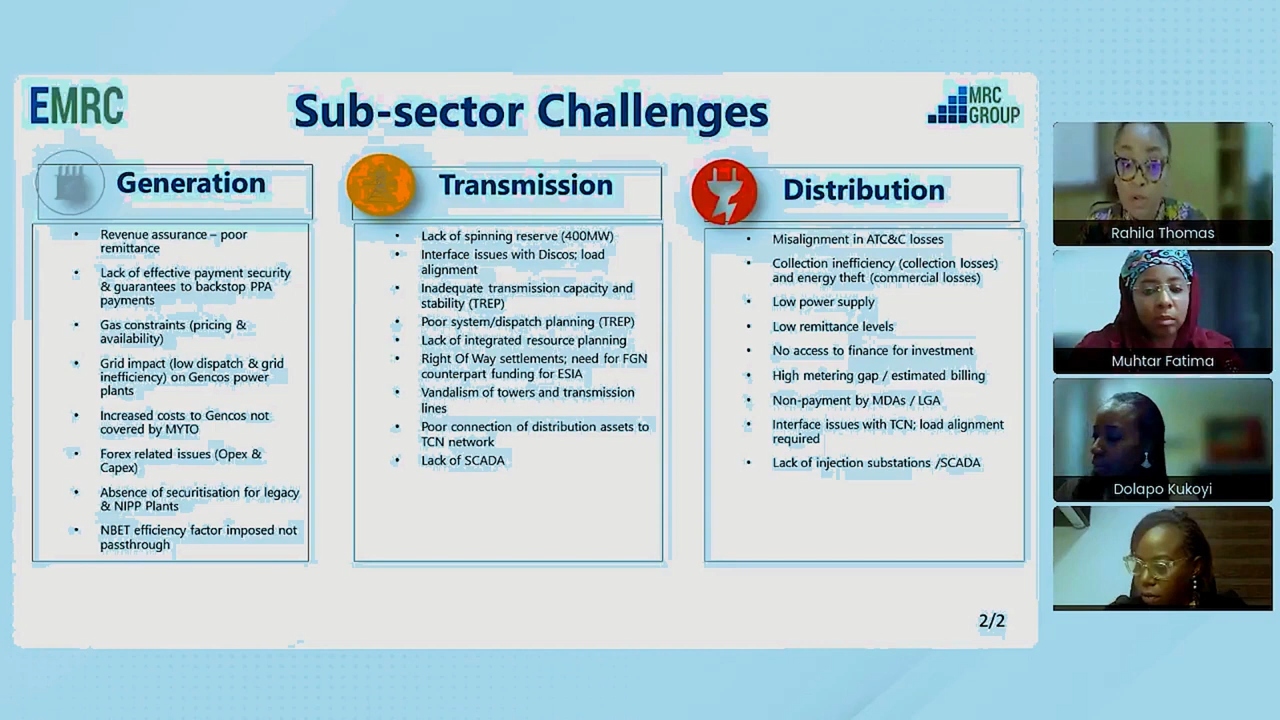 EMRC
Sub-sector Challenges
MRC
GROUP
Generation
• Revenue assurance – poor
remittance
• Lack of effective payment security
& guarantees to backstop PPA
payments
• Gas constraints (pricing &
availability)
• Grid impact (low dispatch & grid
inefficiency) on Gencos power
plants
• Increased costs to Gencos not
covered by MYTO
• Forex related issues (Opex &
Capex)
• Absence of securitisation for legacy
& NIPP Plants
• NBET efficiency factor imposed not
passthrough
Transmission
• Lack of spinning reserve (400MW)
• Interface issues with Discos; load
alignment
• Inadequate transmission capacity and
stability (TREP)
• Poor system/dispatch planning (TREP)
• Lack of integrated resource planning
• Right Of Way settlements; need for FGN
counterpart funding for ESIA
• Vandalism of towers and transmission
lines
• Poor connection of distribution assets to
TCN network
• Lack of SCADA
Distribution
• Misalignment in ATC&C losses
• Collection inefficiency (collection losses)
and energy theft (commercial losses)
• Low power supply
• Low remittance levels
• No access to finance for investment
• High metering gap / estimated billing
• Non-payment by MDAs / LGA
• Interface issues with TCN; load alignment
required
• Lack of injection substations /SCADA
2/2
Rahila Thomas
Muhtar Fatima
Dolapo Kukoyi